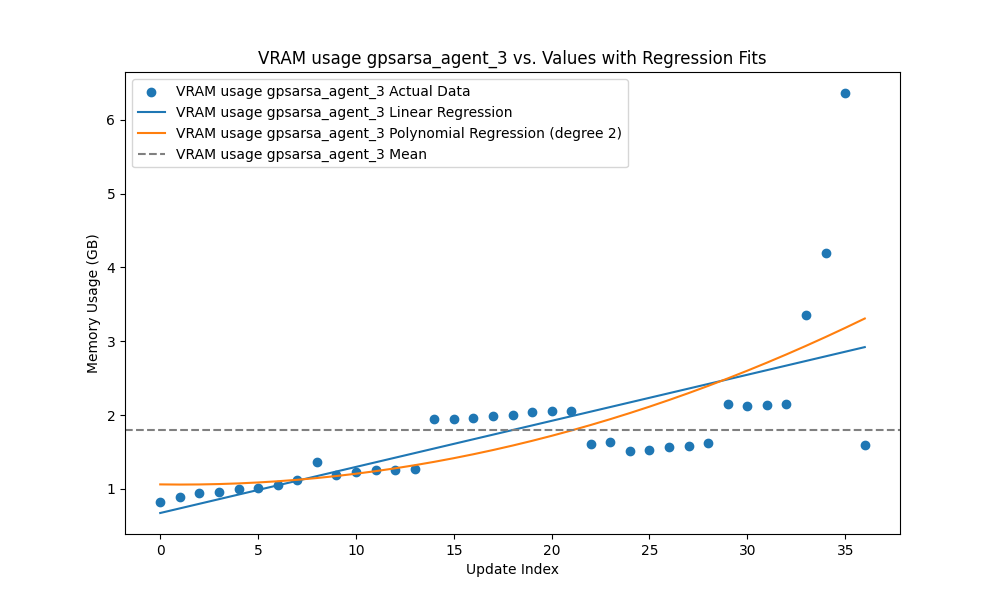 VRAM usage gpsarsa_agent_3 vs. Values with Regression Fits
VRAM usage gpsarsa_agent_3 Actual Data
VRAM usage gpsarsa_agent_3 Linear Regression
VRAM usage gpsarsa_agent_3 Polynomial Regression (degree 2)
VRAM usage gpsarsa_agent_3 Mean
Memory Usage (GB)
6
5
4
3
2
1
0 5 10 15 20 25 30 35
Update Index